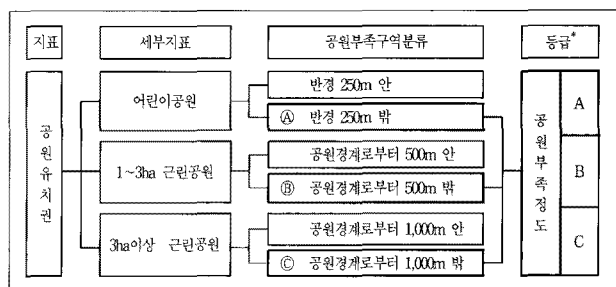 지표 세부지표 공원부족구역분류 등급*
공원유치권
어린이공원
반경 250m 안
Ⓐ 반경 250m 밖
1~3ha 근린공원
공원경계로부터 500m 안
Ⓑ 공원경계로부터 500m 밖
3ha이상 근린공원
공원경계로부터 1,000m 안
Ⓒ 공원경계로부터 1,000m 밖
공원부족정도
A
B
C